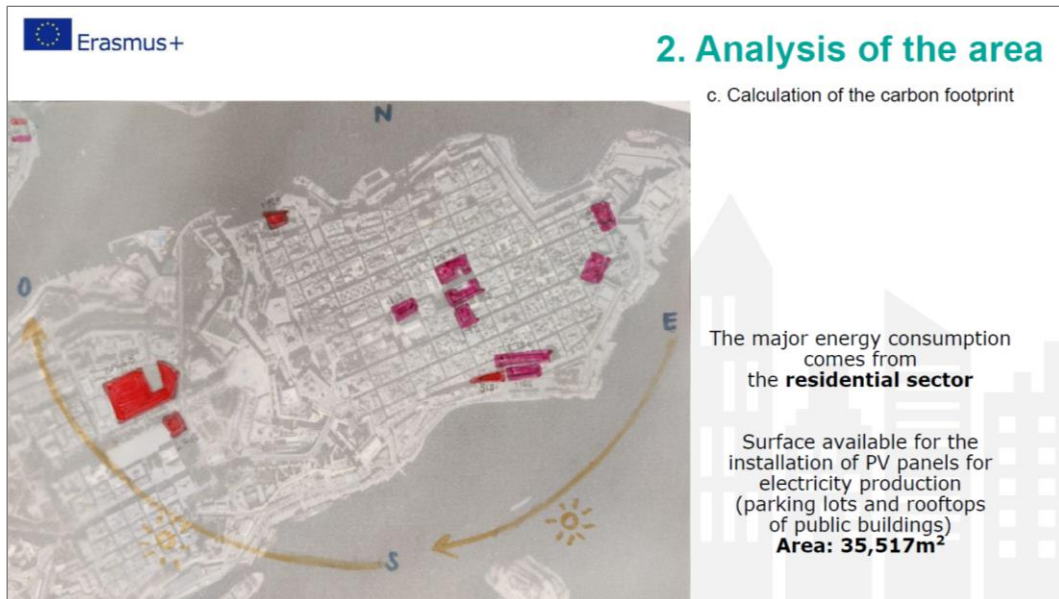 Erasmus+
2. Analysis of the area
c. Calculation of the carbon footprint
N
O
E
S
The major energy consumption
comes from
the residential sector
Surface available for the
installation of PV panels for
electricity production
(parking lots and rooftops
of public buildings)
Area: 35,517m²